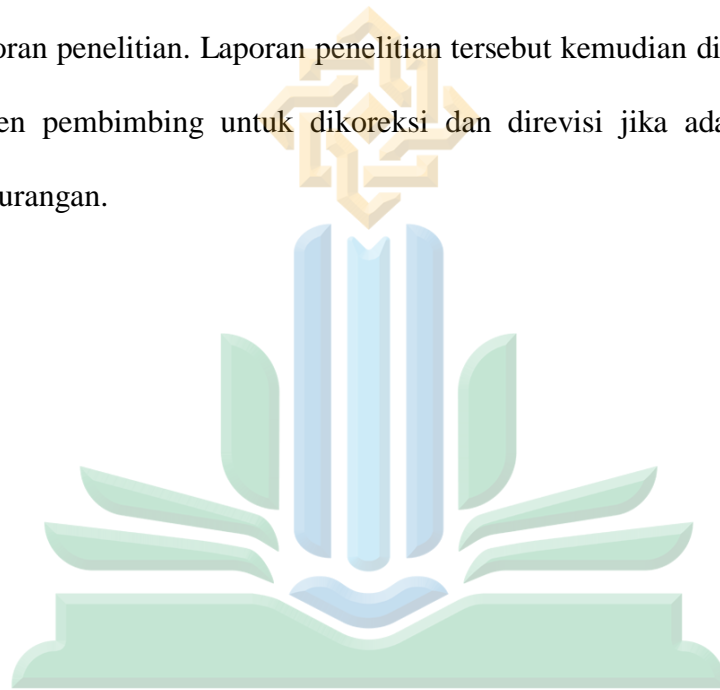 oran penelitian. Laporan penelitian tersebut kemudian di
en pembimbing untuk dikoreksi dan direvisi jika ada
urangan.